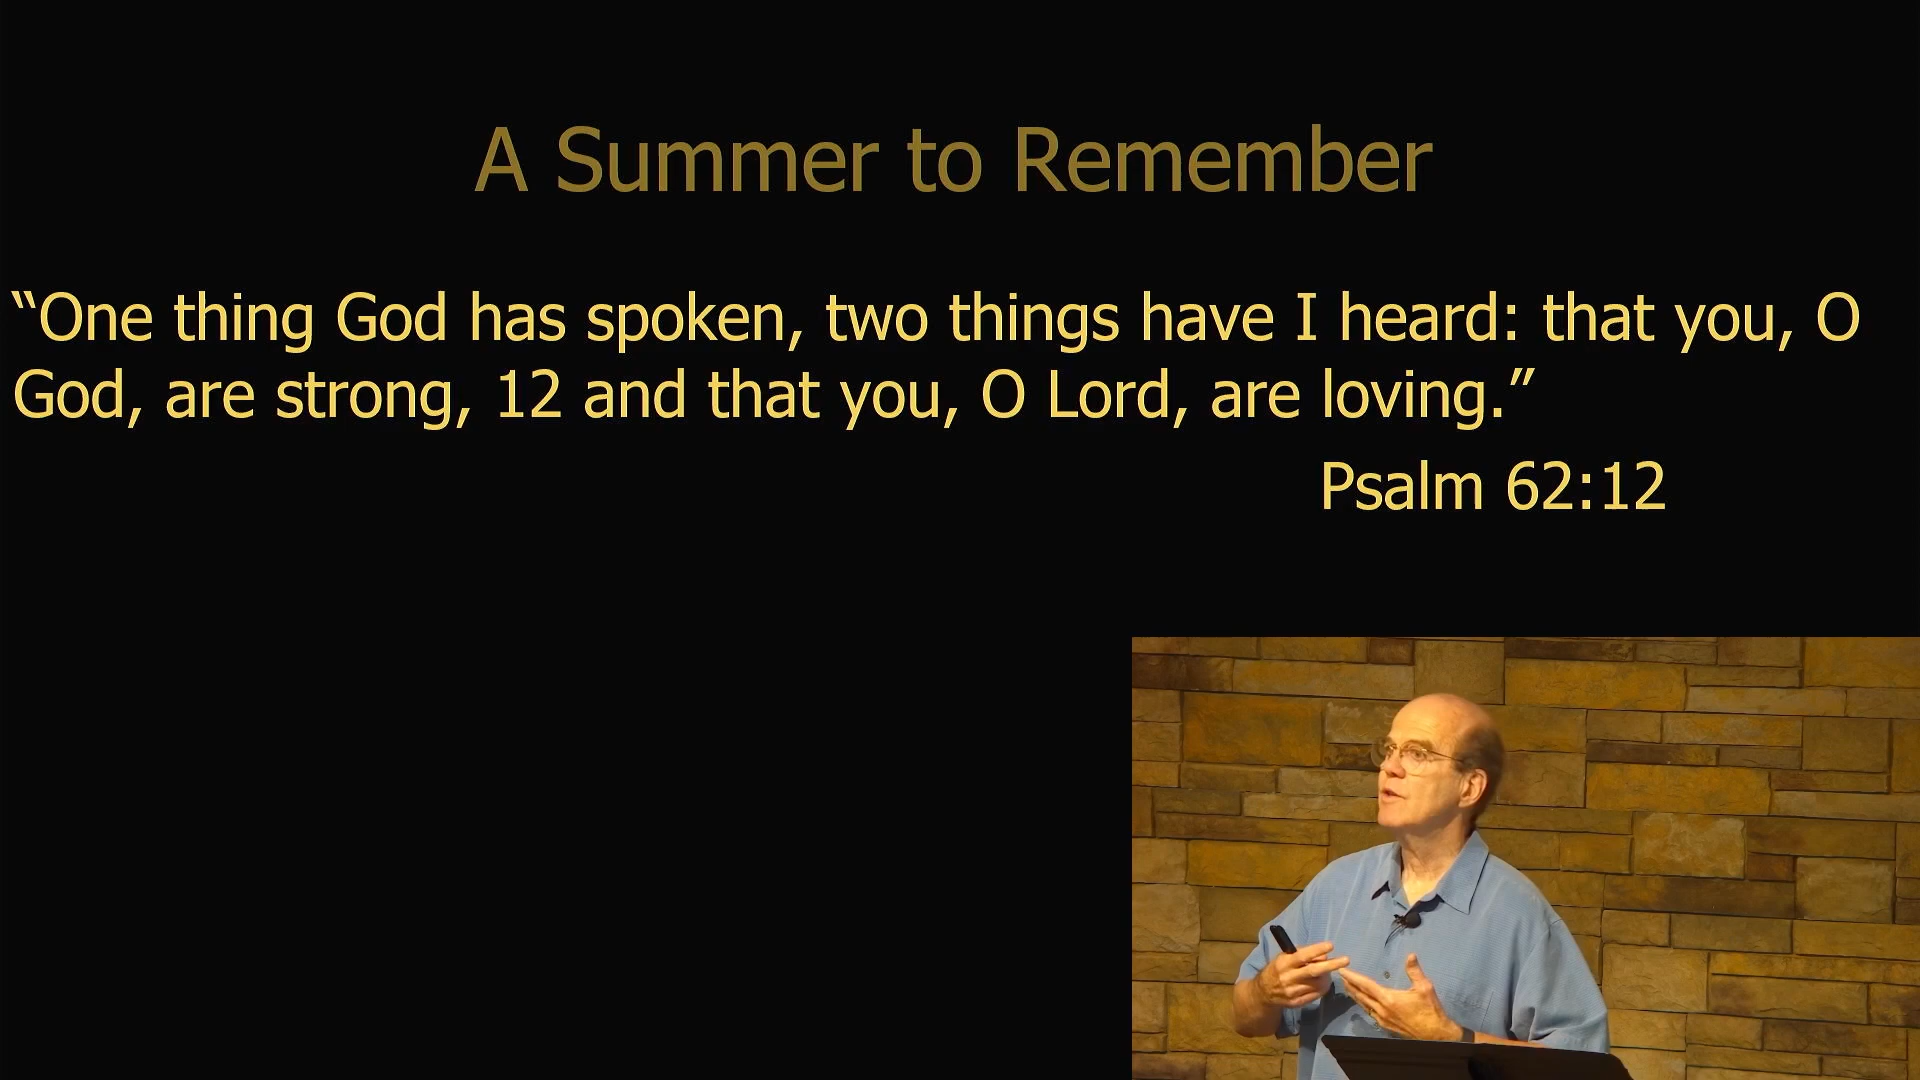 A Summer to Remember
“One thing God has spoken, two things have I heard: that you, O
God, are strong, 12 and that you, O Lord, are loving.”
Psalm 62:12